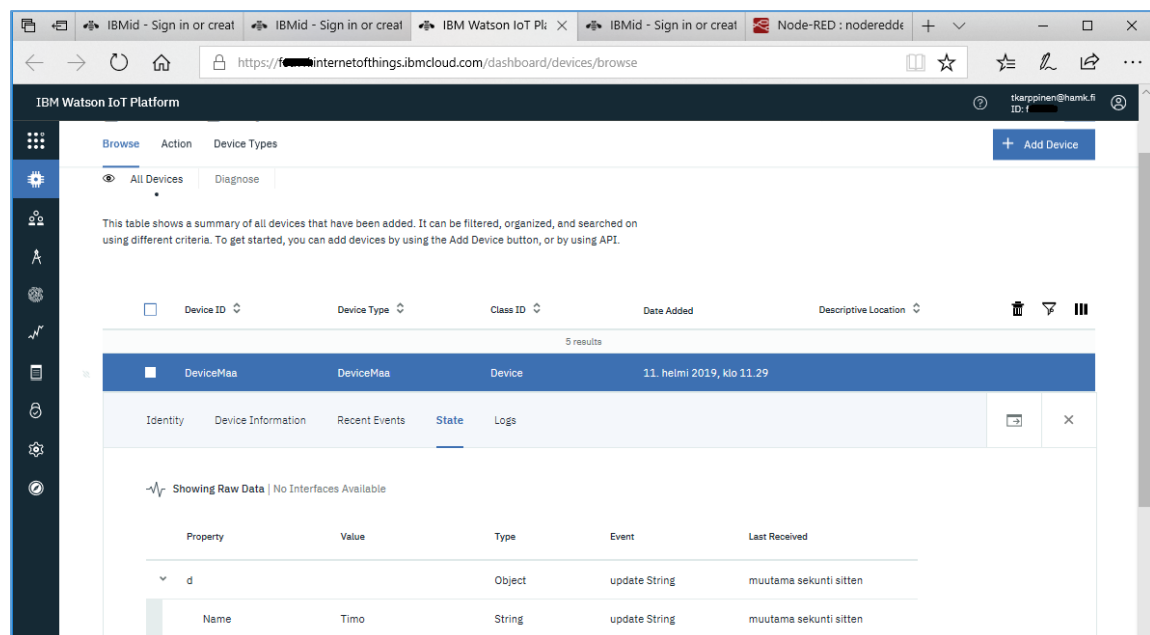 IBMid - Sign in or creat
IBMid - Sign in or creat
IBM Watson IoT Pl
IBMid - Sign in or creat
Node-RED : noderedde
internetofthings.ibmcloud.com/dashboard/devices/browse
IBM Watson IoT Platform
tkarppinen@hamk.fi
ID:
Browse Action Device Types
+ Add Device
All Devices Diagnose
This table shows a summary of all devices that have been added. It can be filtered, organized, and searched on
using different criteria. To get started, you can add devices by using the Add Device button, or by using API.
Device ID Device Type Class ID Date Added Descriptive Location
5 results
DeviceMaa DeviceMaa Device 11. helmi 2019, klo 11.29
Identity Device Information Recent Events State Logs
Showing Raw Data | No Interfaces Available
Property Value Type Event Last Received
d Object update String muutama sekunti sitten
Name Timo String update String muutama sekunti sitten